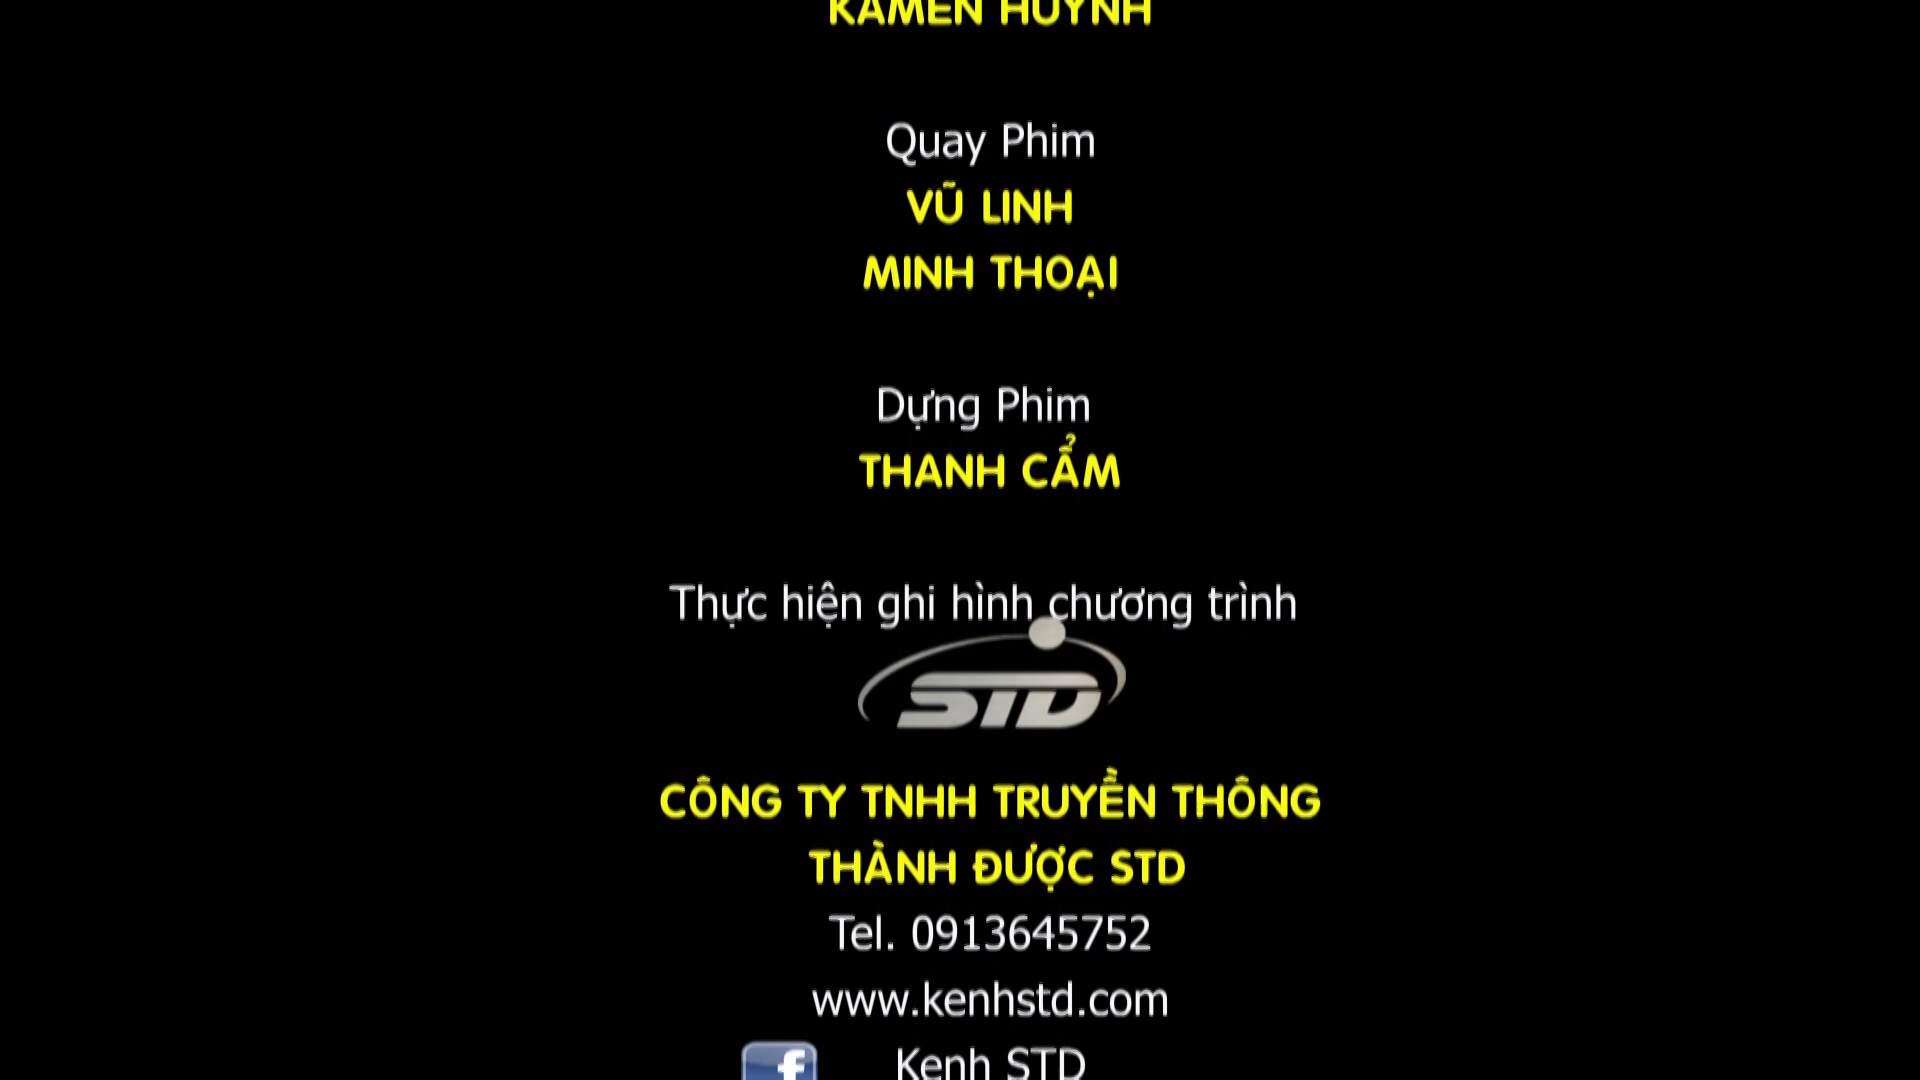 KAMEN HUỲNH
Quay Phim
VŨ LINH
MINH THOẠI
Dựng Phim
THANH CẨM
Thực hiện ghi hình chương trình
STD
CÔNG TY TNHH TRUYỀN THÔNG
THÀNH ĐƯỢC STD
Tel. 0913645752
www.kenhstd.com
f Kenh STD